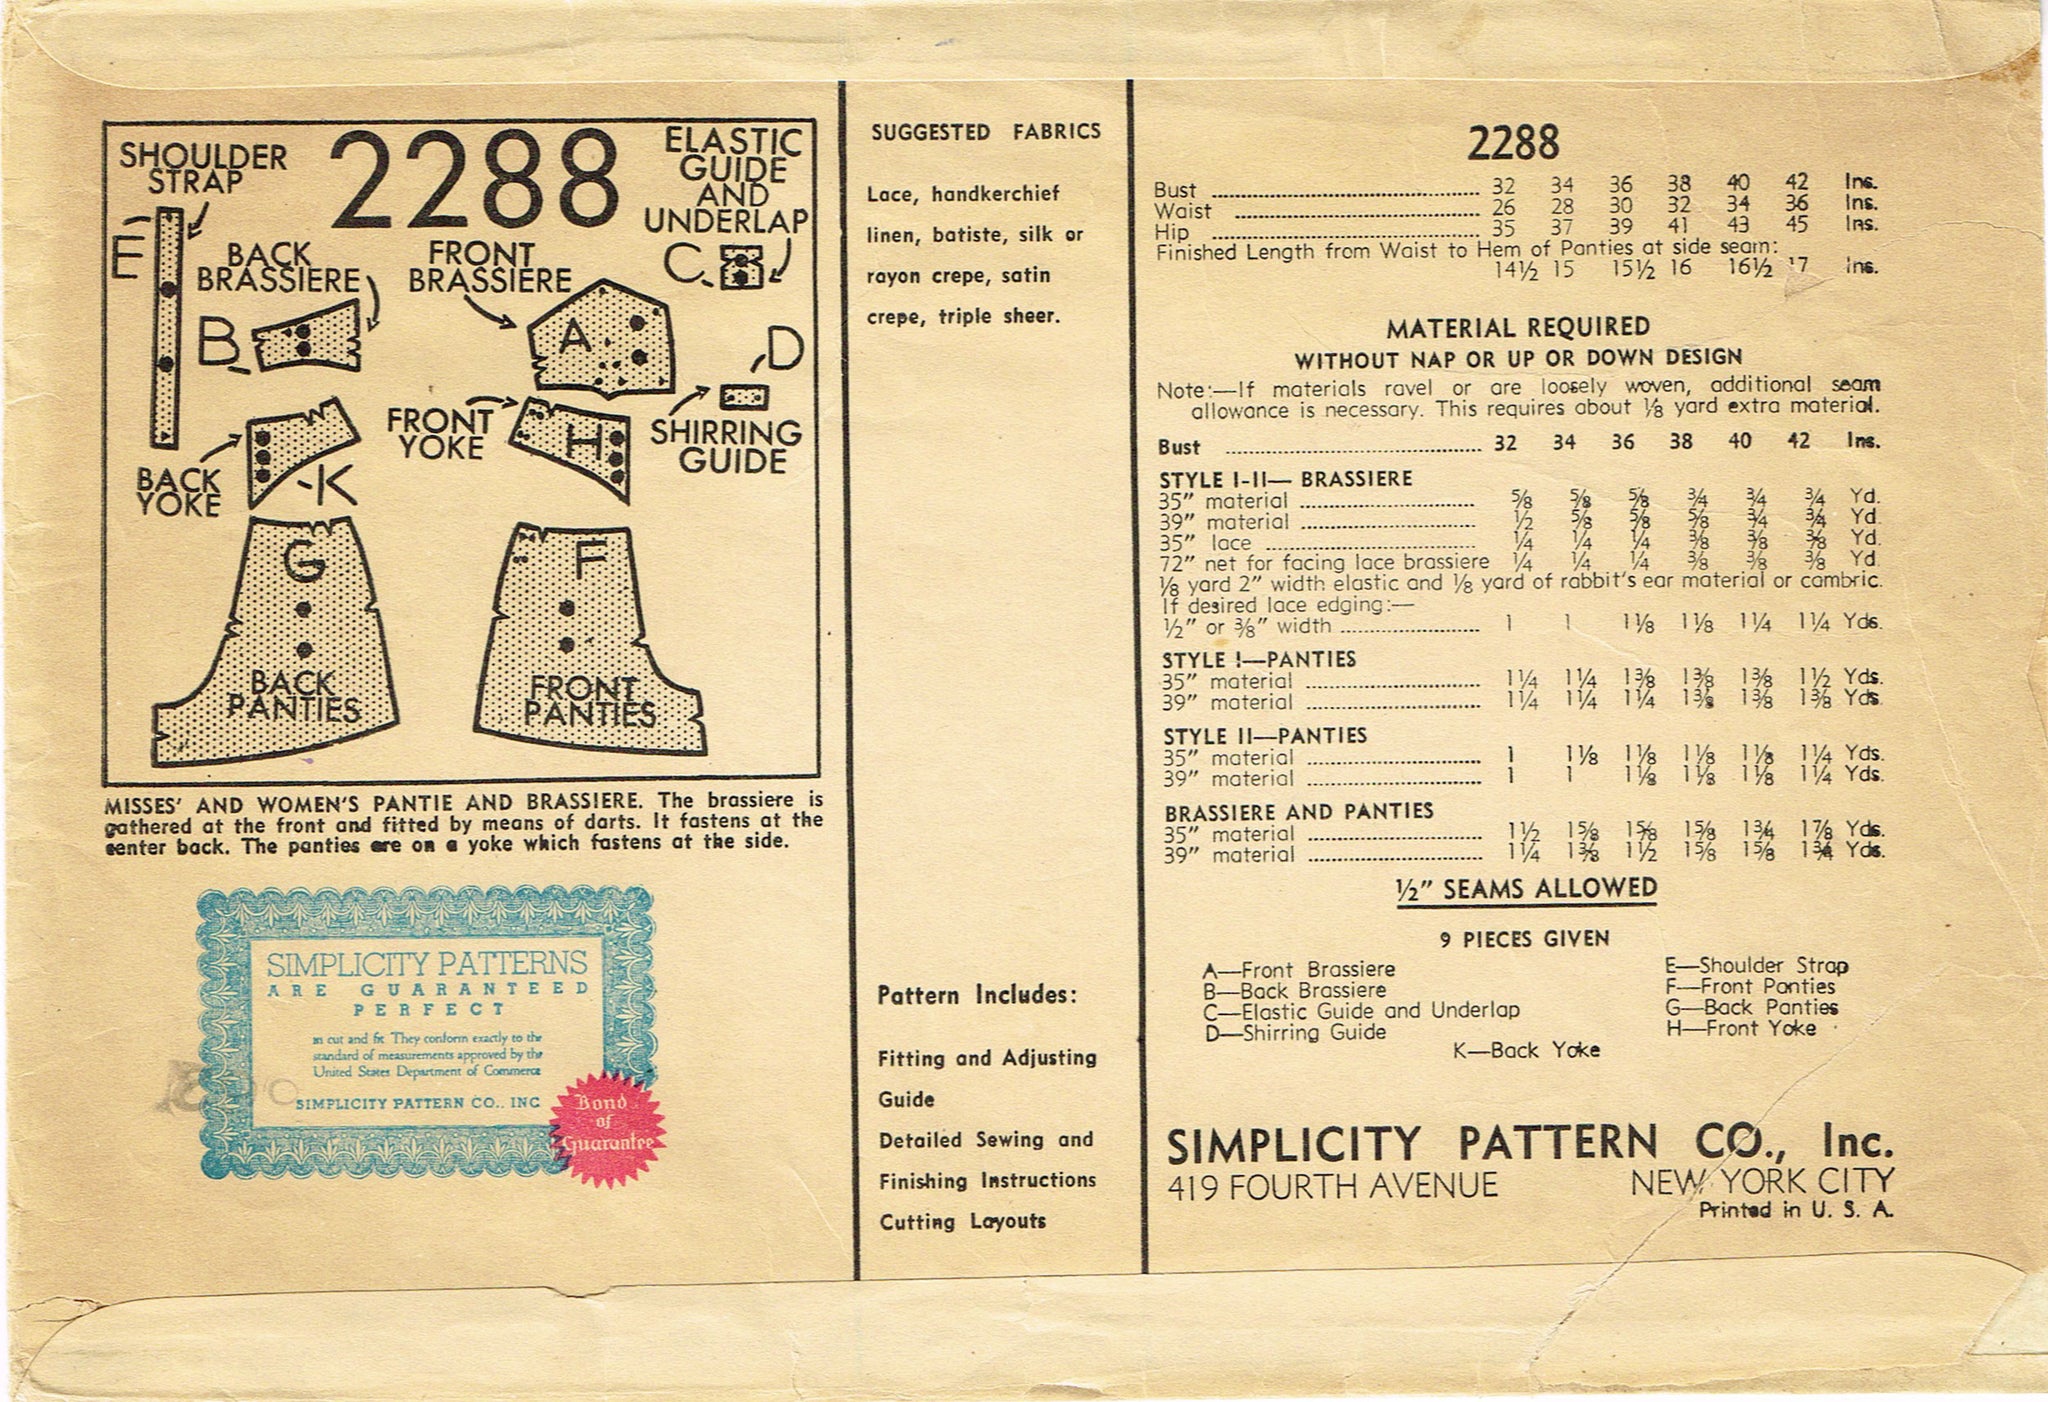 2288
SHOULDER
STRAP
ELASTIC
GUIDE
AND
UNDERLAP
E
C
BACK
BRASSIERE
FRONT
BRASSIERE
B
A
D
FRONT
YOKE
H
SHIRRING
GUIDE
BACK
YOKE
K
G
BACK
PANTIES
F
FRONT
PANTIES
MISSES' AND WOMEN'S PANTIE AND BRASSIERE. The brassiere is
gathered at the front and fitted by means of darts. It fastens at the
center back. The panties are on a yoke which fastens at the side.
SIMPLICITY PATTERNS
ARE GUARANTEED
PERFECT
in cut and fit. They conform exactly to the
standard of measurements approved by the
United States Department of Commerce
SIMPLICITY PATTERN CO., INC
Bond
of
Guarantee
SUGGESTED FABRICS
Lace, handkerchief
linen, batiste, silk or
rayon crepe, satin
crepe, triple sheer.
Pattern Includes:
Fitting and Adjusting
Guide
Detailed Sewing and
Finishing Instructions
Cutting Layouts
2288
Bust 32 34 36 38 40 42 Ins.
Waist 26 28 30 32 34 36 Ins.
Hip 35 37 39 41 43 45 Ins.
Finished Length from Waist to Hem of Panties at side seam:
14½ 15 15½ 16 16½ 17 Ins.
MATERIAL REQUIRED
WITHOUT NAP OR UP OR DOWN DESIGN
Note:—If materials ravel or are loosely woven, additional seam
allowance is necessary. This requires about ⅛ yard extra material.
Bust 32 34 36 38 40 42 Ins.
STYLE I-II— BRASSIERE
35" material ⅝ ⅝ ⅝ ¾ ¾ ¾ Yd.
39" material ½ ⅝ ⅝ ⅝ ¾ ¾ Yd.
35" lace ¼ ¼ ¼ ⅜ ⅜ ⅜ Yd.
72" net for facing lace brassiere ¼ ¼ ¼ ⅜ ⅜ ⅜ Yd.
⅛ yard 2" width elastic and ⅛ yard of rabbit's ear material or cambric.
If desired lace edging:—
½" or ⅜" width 1 1 1⅛ 1⅛ 1¼ 1¼ Yds.
STYLE I—PANTIES
35" material 1¼ 1¼ 1⅜ 1⅜ 1⅜ 1½ Yds.
39" material 1¼ 1¼ 1¼ 1⅜ 1⅜ 1⅜ Yds.
STYLE II—PANTIES
35" material 1 1⅛ 1⅛ 1⅛ 1⅛ 1¼ Yds.
39" material 1 1 1⅛ 1⅛ 1⅛ 1¼ Yds.
BRASSIERE AND PANTIES
35" material 1½ 1⅝ 1⅝ 1⅝ 1¾ 1⅞ Yds.
39" material 1¼ 1⅜ 1½ 1⅝ 1⅝ 1¾ Yds.
½" SEAMS ALLOWED
9 PIECES GIVEN
A—Front Brassiere
B—Back Brassiere
C—Elastic Guide and Underlap
D—Shirring Guide
E—Shoulder Strap
F—Front Panties
G—Back Panties
H—Front Yoke
K—Back Yoke
SIMPLICITY PATTERN CO., Inc.
419 FOURTH AVENUE NEW YORK CITY
Printed in U. S. A.